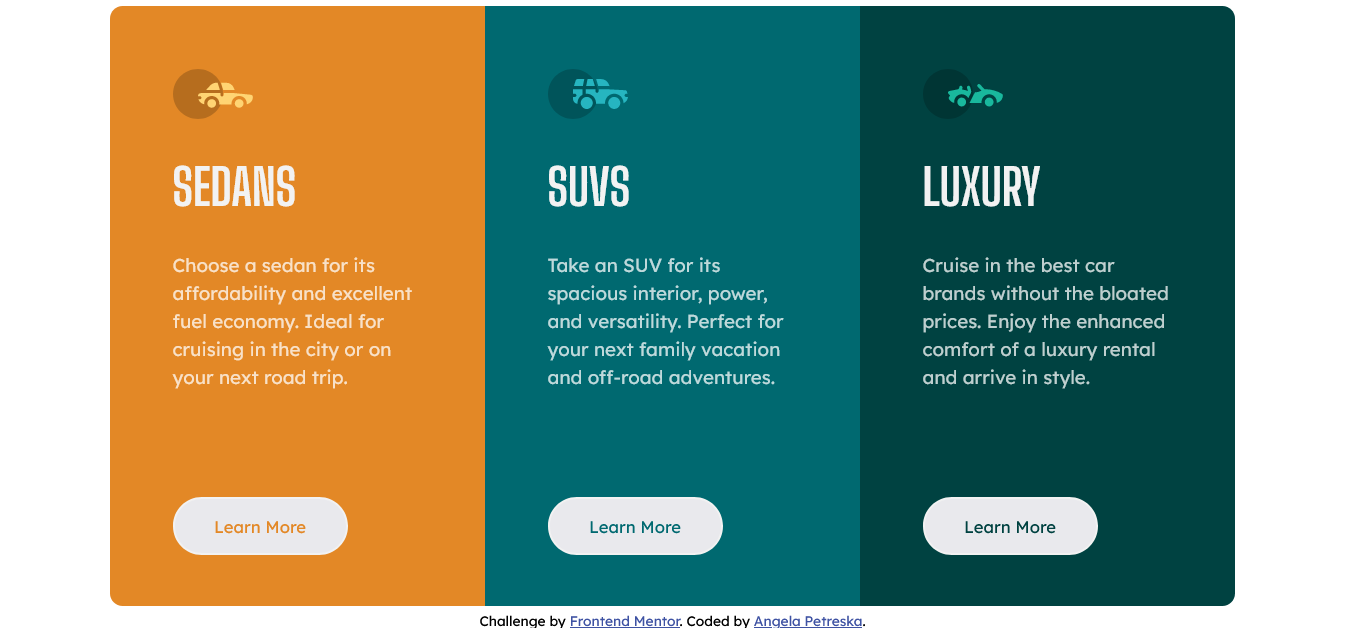 SEDANS
Choose a sedan for its
affordability and excellent
fuel economy. Ideal for
cruising in the city or on
your next road trip.
Learn More
SUVS
Take an SUV for its
spacious interior, power,
and versatility. Perfect for
your next family vacation
and off-road adventures.
Learn More
LUXURY
Cruise in the best car
brands without the bloated
prices. Enjoy the enhanced
comfort of a luxury rental
and arrive in style.
Learn More
Challenge by Frontend Mentor. Coded by Angela Petreska.